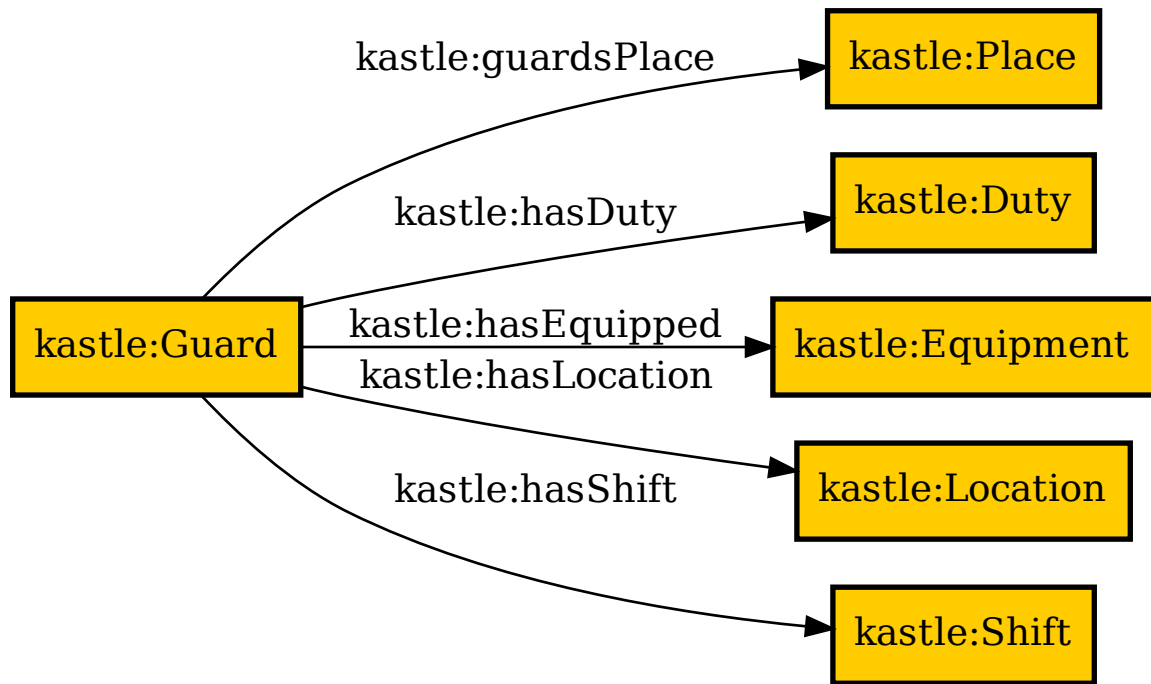 kastle:guardsPlace
kastle:Place
kastle:hasDuty
kastle:Duty
kastle:Guard
kastle:hasEquipped
kastle:Equipment
kastle:hasLocation
kastle:Location
kastle:hasShift
kastle:Shift